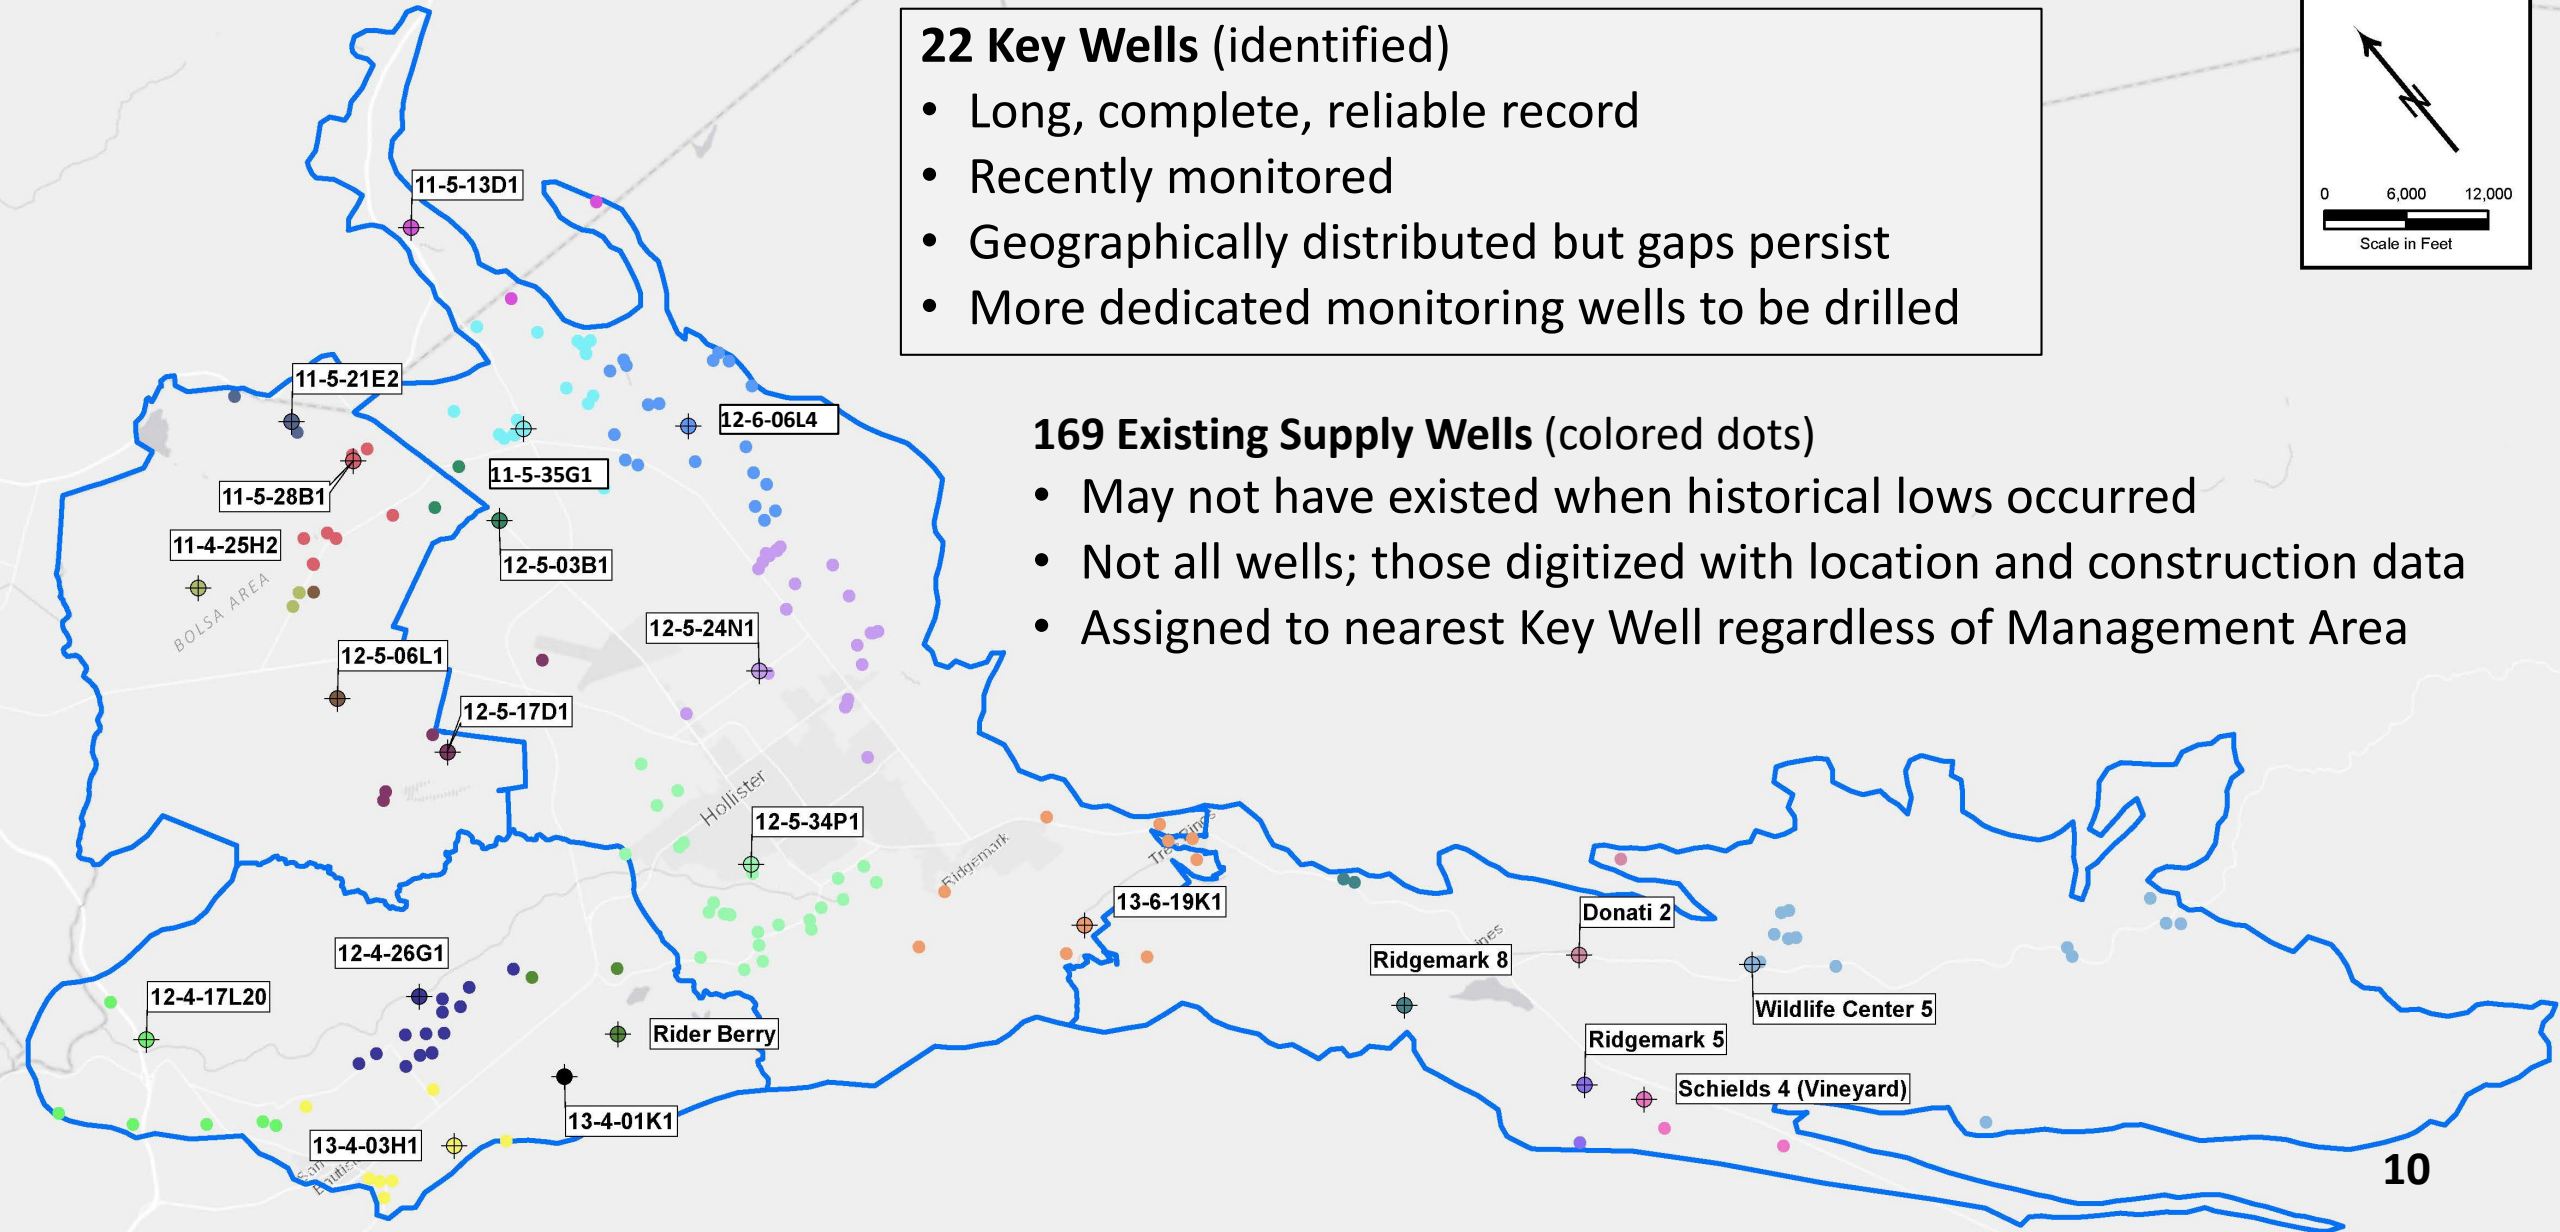 22 Key Wells (identified)
• Long, complete, reliable record
• Recently monitored
• Geographically distributed but gaps persist
• More dedicated monitoring wells to be drilled
0 6,000 12,000
Scale in Feet
169 Existing Supply Wells (colored dots)
• May not have existed when historical lows occurred
• Not all wells; those digitized with location and construction data
• Assigned to nearest Key Well regardless of Management Area
11-5-13D1
11-5-21E2
12-6-06L4
11-5-35G1
11-5-28B1
11-4-25H2
12-5-03B1
BOLSA AREA
12-5-24N1
12-5-06L1
12-5-17D1
Hollister
12-5-34P1
Ridgemark
13-6-19K1
Donati 2
12-4-26G1
Ridgemark 8
12-4-17L20
Wildlife Center 5
Rider Berry
Ridgemark 5
Schields 4 (Vineyard)
13-4-01K1
13-4-03H1
San
10